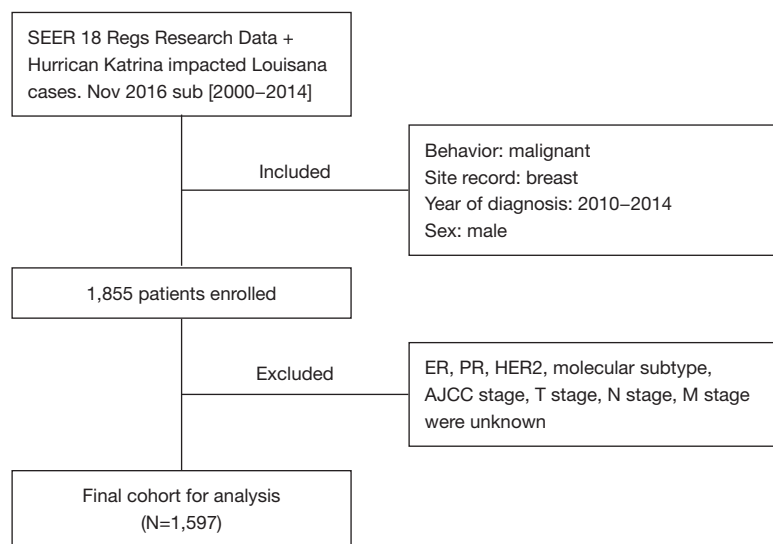 SEER 18 Regs Research Data +
Hurrican Katrina impacted Louisana
cases. Nov 2016 sub [2000–2014]
Included
Behavior: malignant
Site record: breast
Year of diagnosis: 2010–2014
Sex: male
1,855 patients enrolled
Excluded
ER, PR, HER2, molecular subtype,
AJCC stage, T stage, N stage, M stage
were unknown
Final cohort for analysis
(N=1,597)